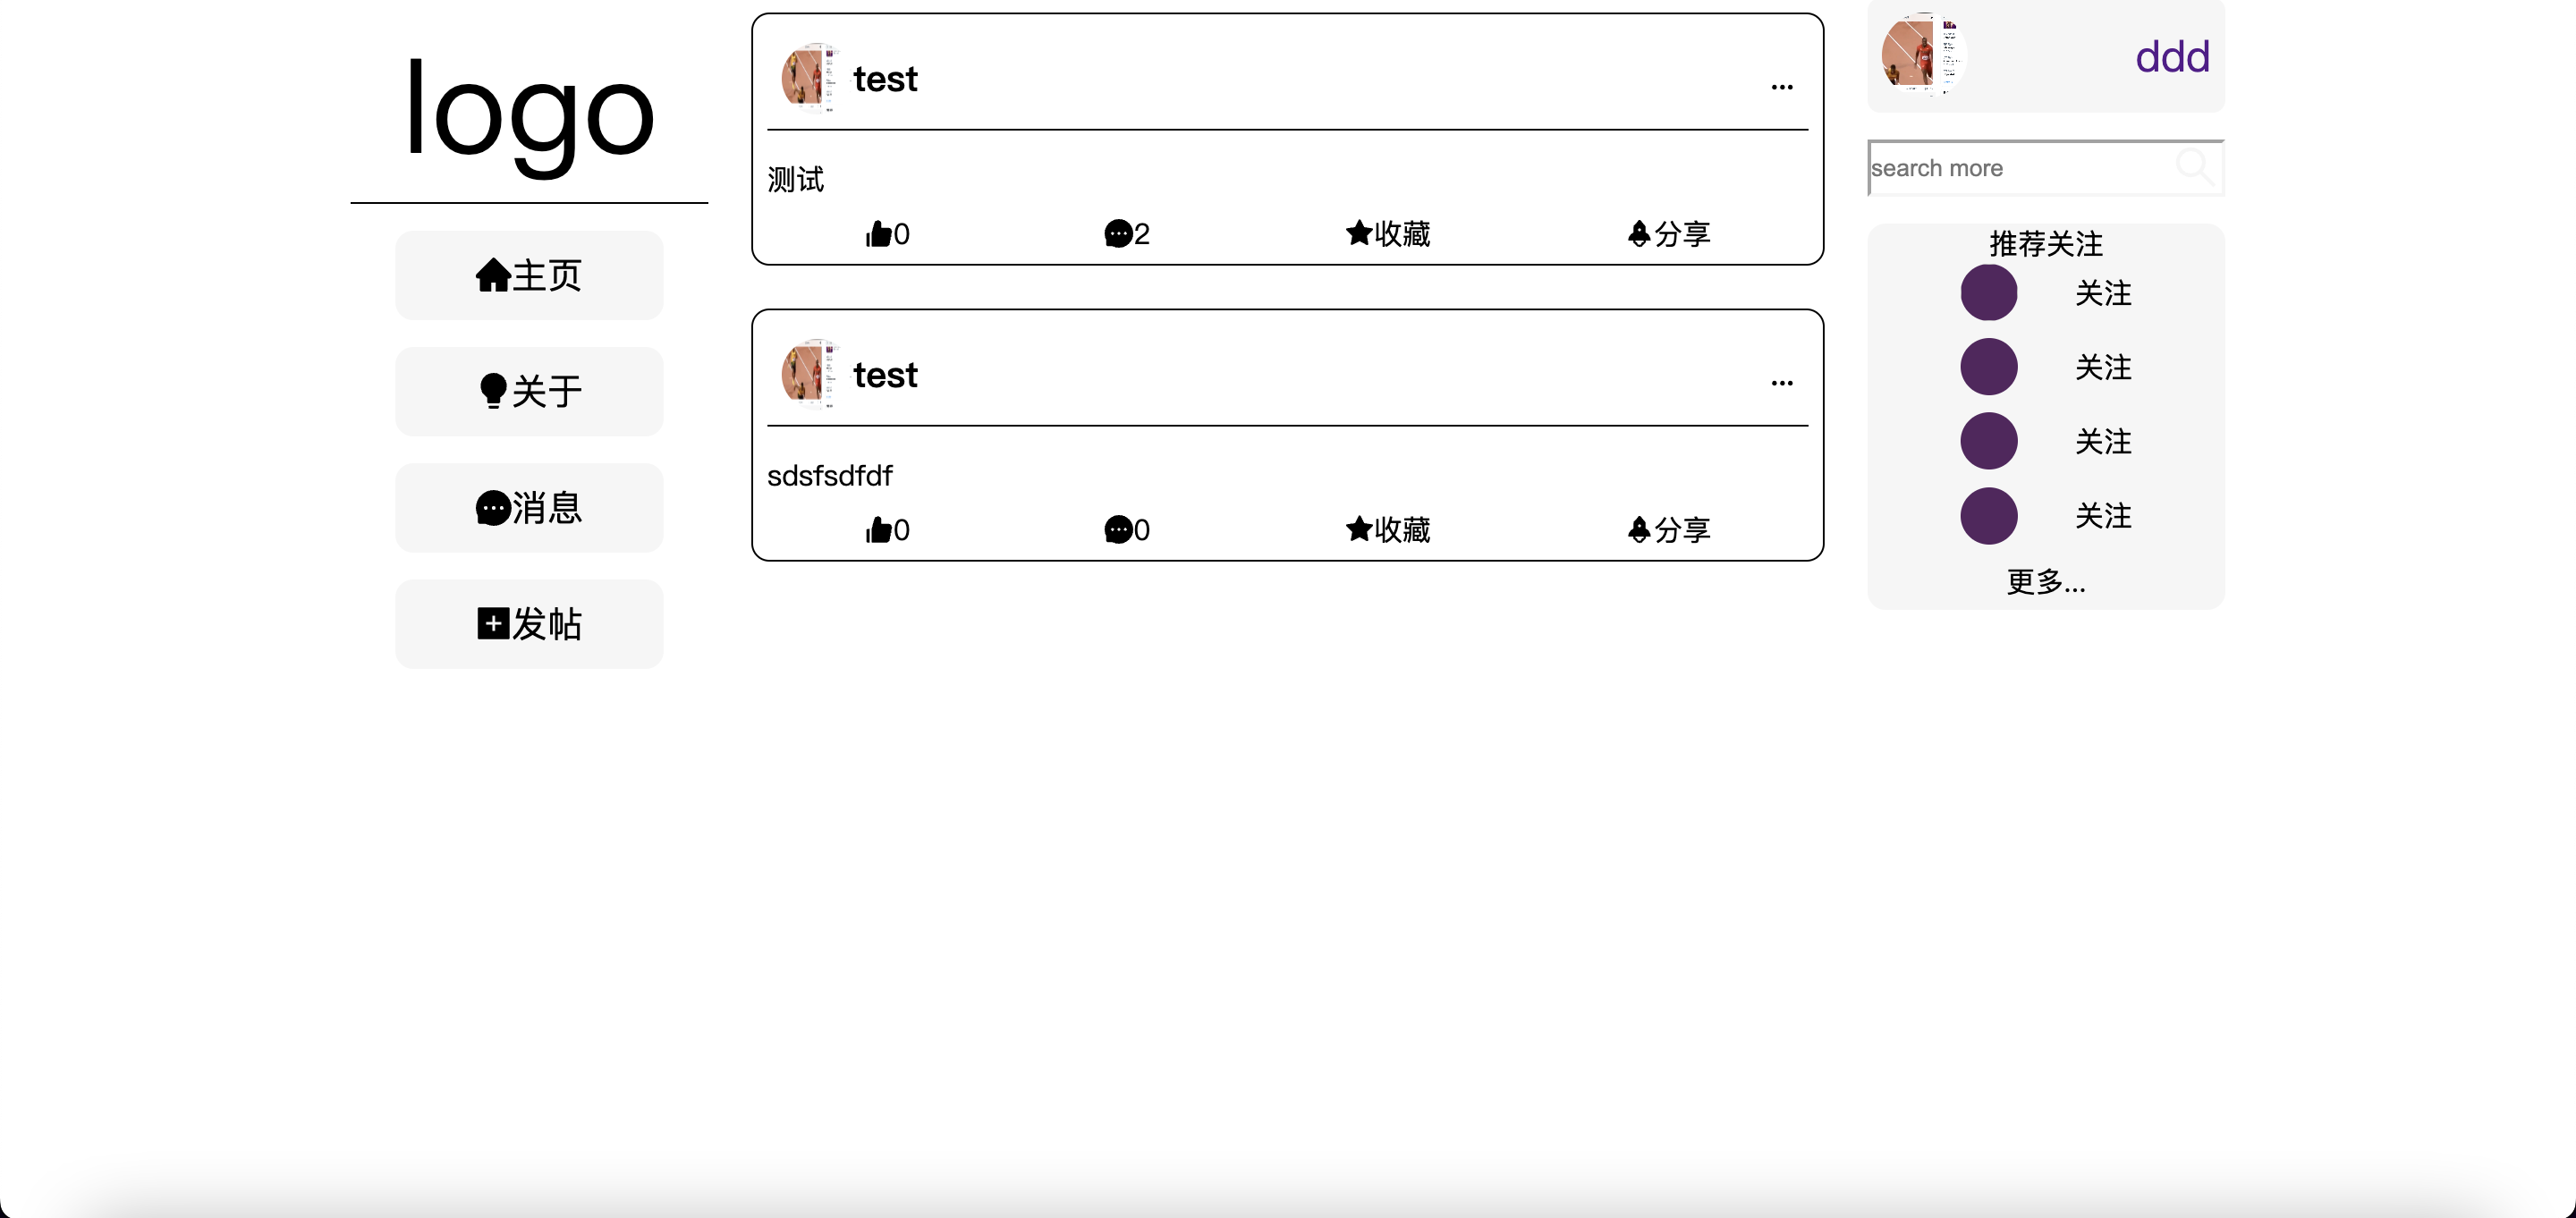 logo
主页
关于
消息
发帖
test
...
测试
0
2
收藏
分享
test
...
sdsfsdfdf
0
0
收藏
分享
ddd
search more
推荐关注
关注
关注
关注
关注
更多...